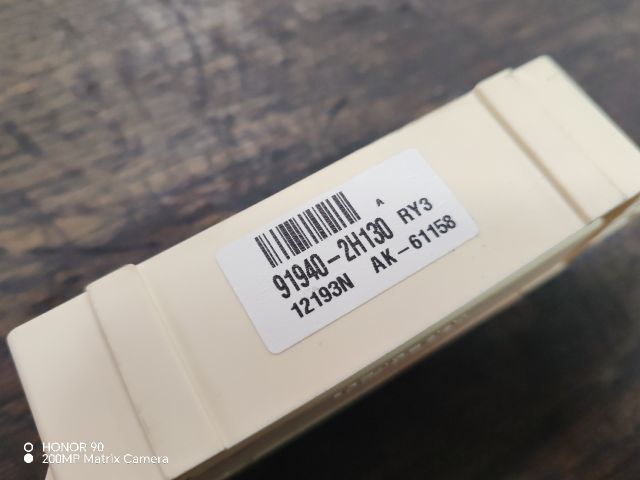 A
91940-2H130 RY3
12193N AK-61158
HONOR 90
200MP Matrix Camera